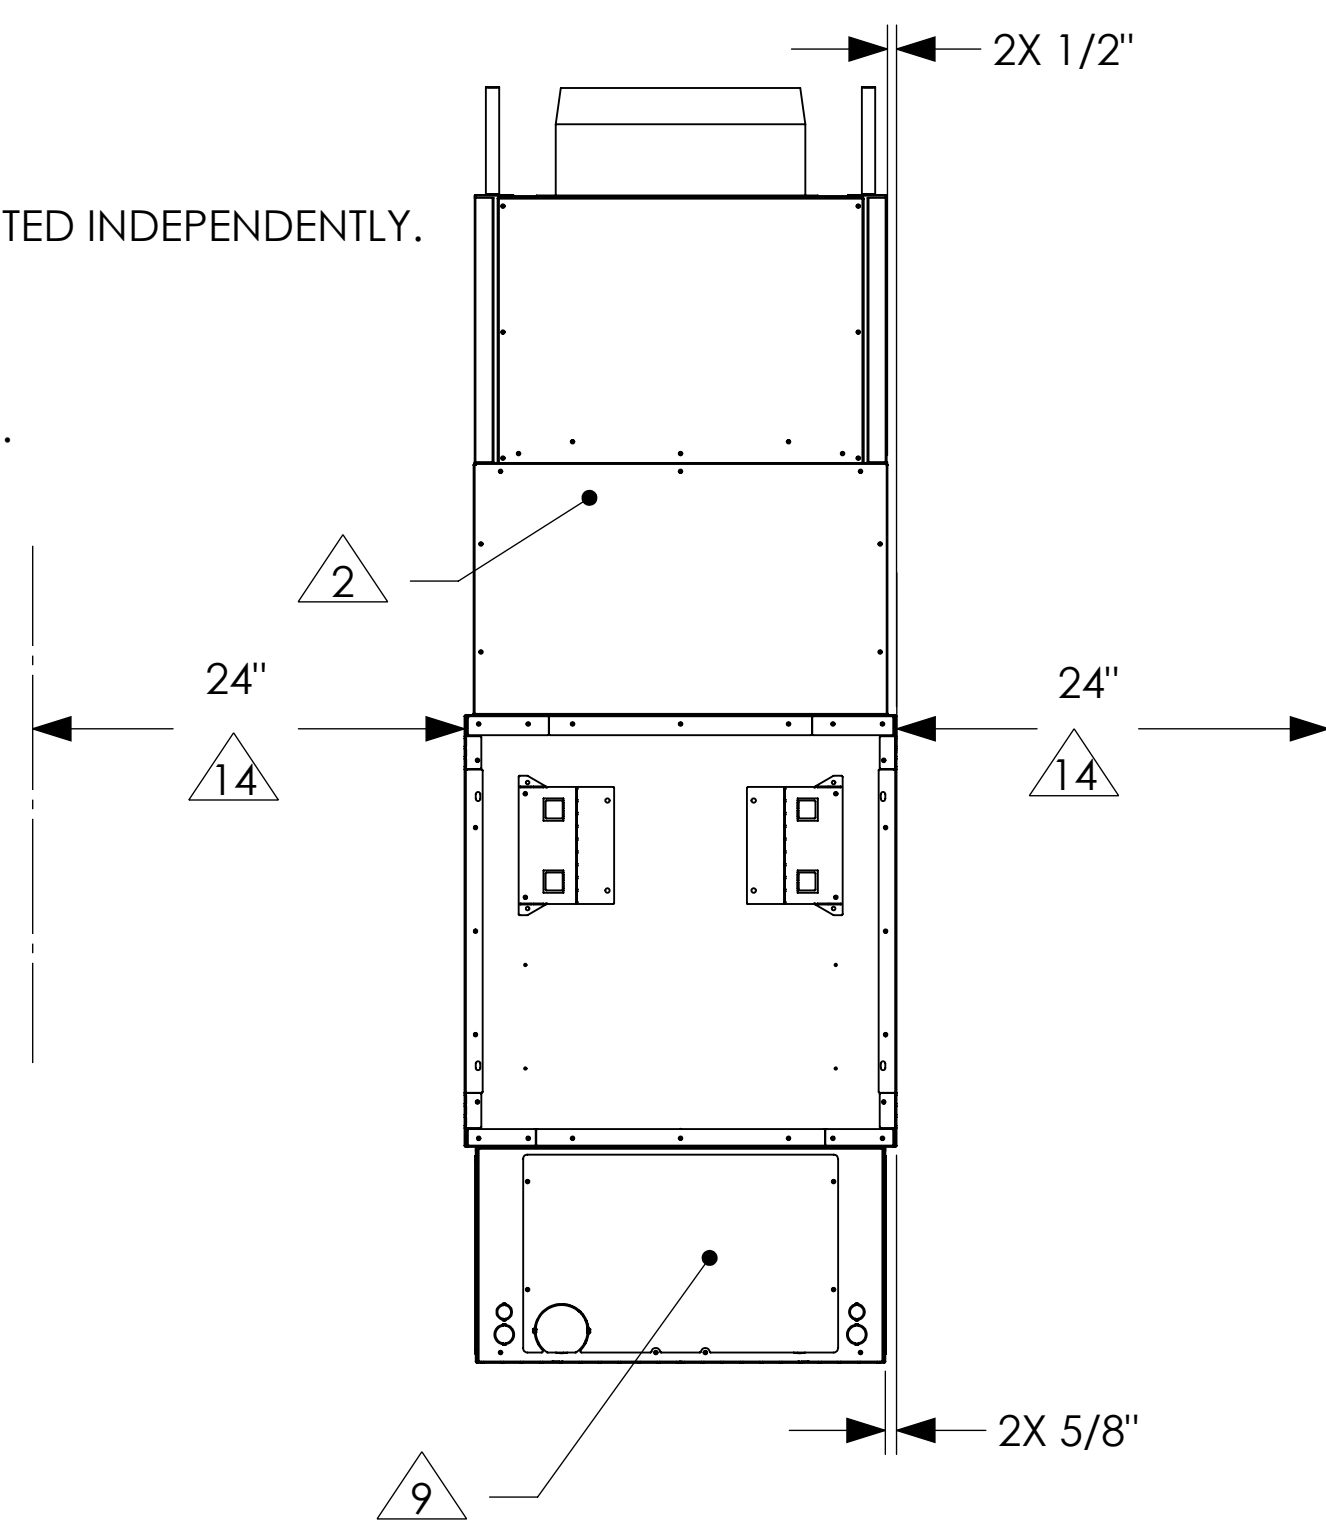 2X 1/2"
TED INDEPENDENTLY.
.
2
24"
24"
14
14
2X 5/8"
9